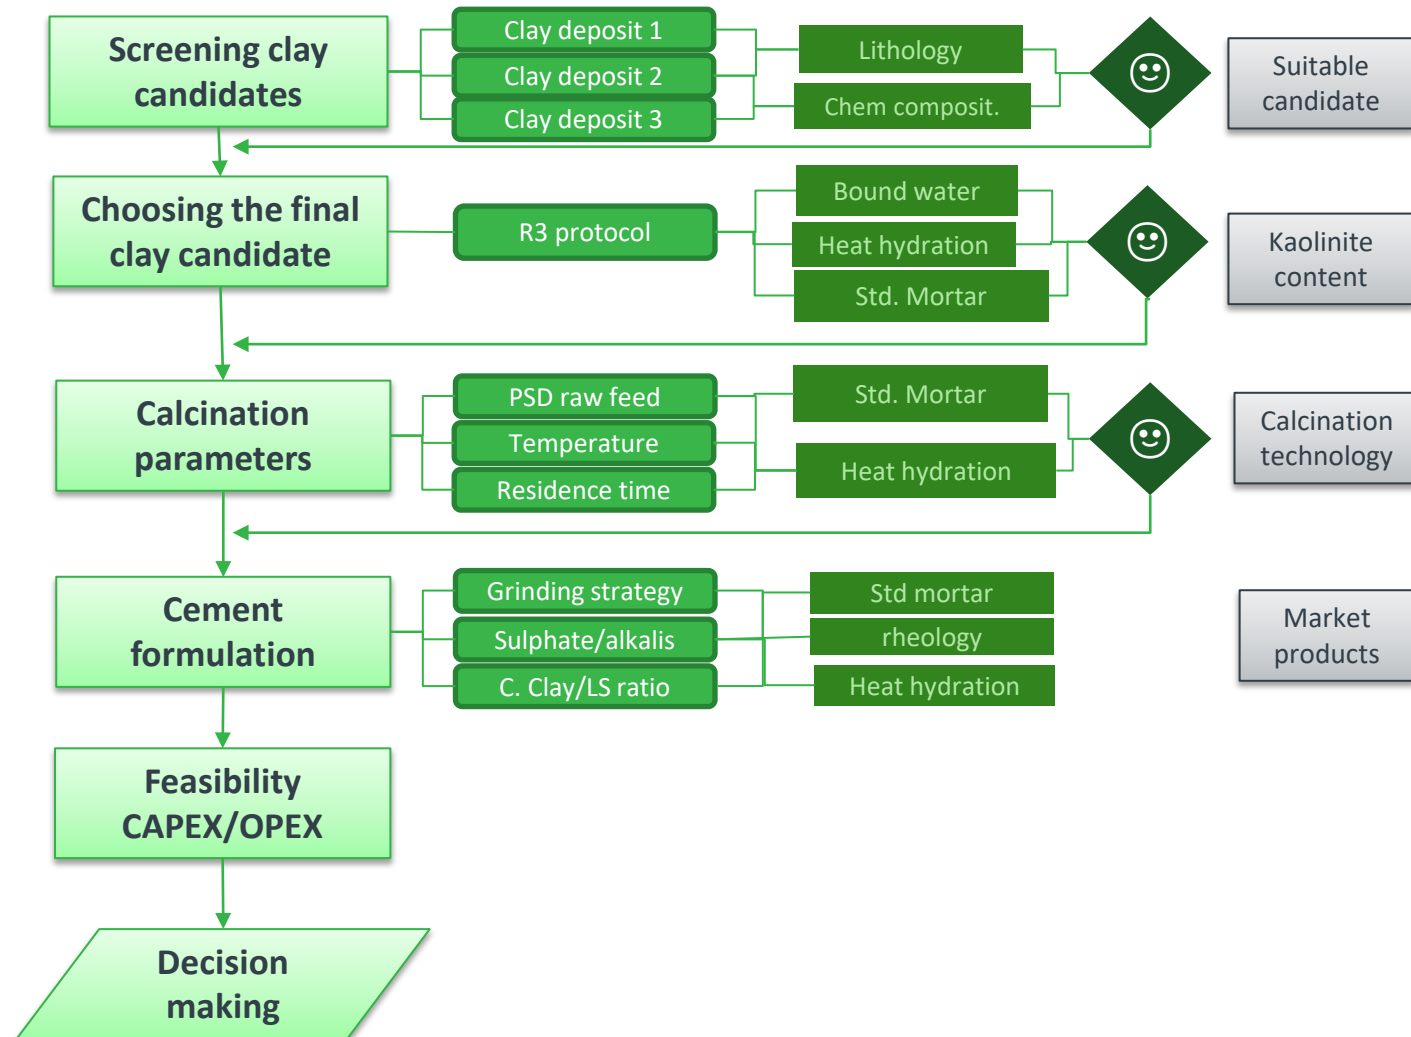 Screening clay
candidates
Clay deposit 1
Clay deposit 2
Clay deposit 3
Lithology
Chem composit.
Suitable
candidate
Choosing the final
clay candidate
R3 protocol
Bound water
Heat hydration
Std. Mortar
Kaolinite
content
Calcination
parameters
PSD raw feed
Temperature
Residence time
Std. Mortar
Heat hydration
Calcination
technology
Cement
formulation
Grinding strategy
Sulphate/alkalis
C. Clay/LS ratio
Std mortar
rheology
Heat hydration
Market
products
Feasibility
CAPEX/OPEX
Decision
making